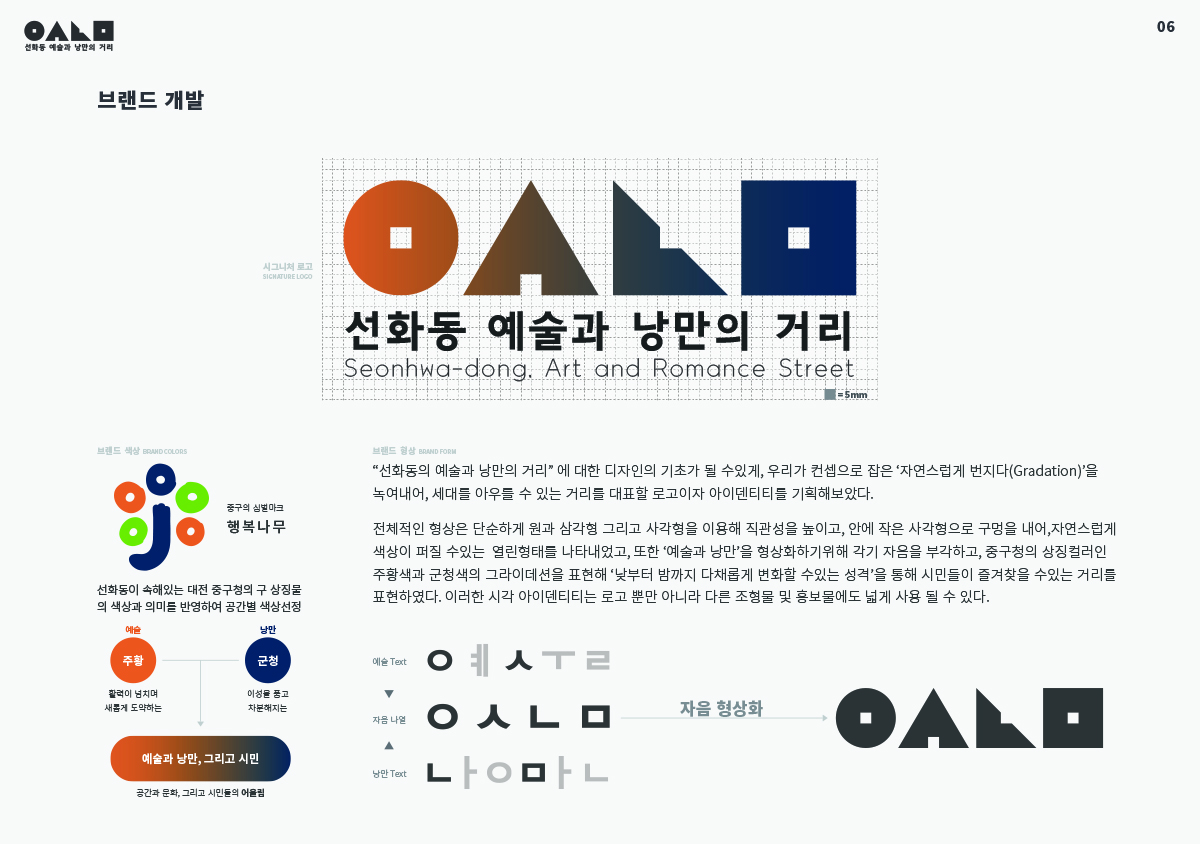 선화동 예술과 낭만의 거리
06
브랜드 개발
시그니처 로고
SIGNATURE LOGO
선화동 예술과 낭만의 거리
Seonhwa-dong, Art and Romance Street
= 5mm
브랜드 색상 BRAND COLORS
중구의 심벌마크
행복나무
선화동이 속해있는 대전 중구청의 구 상징물
의 색상과 의미를 반영하여 공간별 색상선정
예술
낭만
주황
군청
활력이 넘치며
새롭게 도약하는
이성을 품고
차분해지는
예술과 낭만, 그리고 시민
공간과 문화, 그리고 시민들의 어울림
브랜드 형상 BRAND FORM
“선화동의 예술과 낭만의 거리” 에 대한 디자인의 기초가 될 수있게, 우리가 컨셉으로 잡은 ‘자연스럽게 번지다(Gradation)’을
녹여내어, 세대를 아우를 수 있는 거리를 대표할 로고이자 아이덴티티를 기획해보았다.
전체적인 형상은 단순하게 원과 삼각형 그리고 사각형을 이용해 직관성을 높이고, 안에 작은 사각형으로 구멍을 내어,자연스럽게
색상이 퍼질 수있는 열린형태를 나타내었고, 또한 ‘예술과 낭만’을 형상화하기위해 각기 자음을 부각하고, 중구청의 상징컬러인
주황색과 군청색의 그라이데션을 표현해 ‘낮부터 밤까지 다채롭게 변화할 수있는 성격’을 통해 시민들이 즐겨찾을 수있는 거리를
표현하였다. 이러한 시각 아이덴티티는 로고 뿐만 아니라 다른 조형물 및 홍보물에도 넓게 사용 될 수 있다.
예술 Text
ㅇ ㅖ ㅅ ㅜ ㄹ
자음 나열
ㅇ ㅅ ㄴ ㅁ
자음 형상화
낭만 Text
ㄴ ㅏ ㅇ ㅁ ㅏ ㄴ